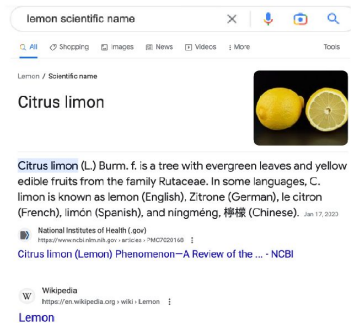 lemon scientific name
All Shopping Images News Videos More Tools
Lemon / Scientific name
Citrus limon
Citrus limon (L.) Burm. f. is a tree with evergreen leaves and yellow
edible fruits from the family Rutaceae. In some languages, C.
limon is known as lemon (English), Zitrone (German), le citron
(French), limón (Spanish), and níngméng, 檸檬 (Chinese). Jan 17, 2020
National Institutes of Health (.gov)
https://www.ncbi.nlm.nih.gov › articles › PMC7020168
Citrus limon (Lemon) Phenomenon—A Review of the ... - NCBI
W Wikipedia
https://en.wikipedia.org › wiki › Lemon
Lemon